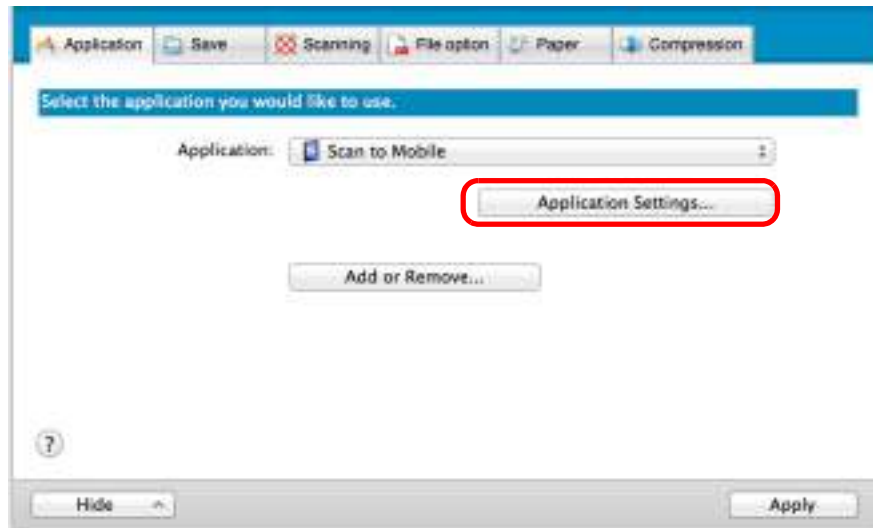 Application Save Scanning File option Paper Compression
Select the application you would like to use.
Application: Scan to Mobile
Application Settings...
Add or Remove...
?
Hide Apply